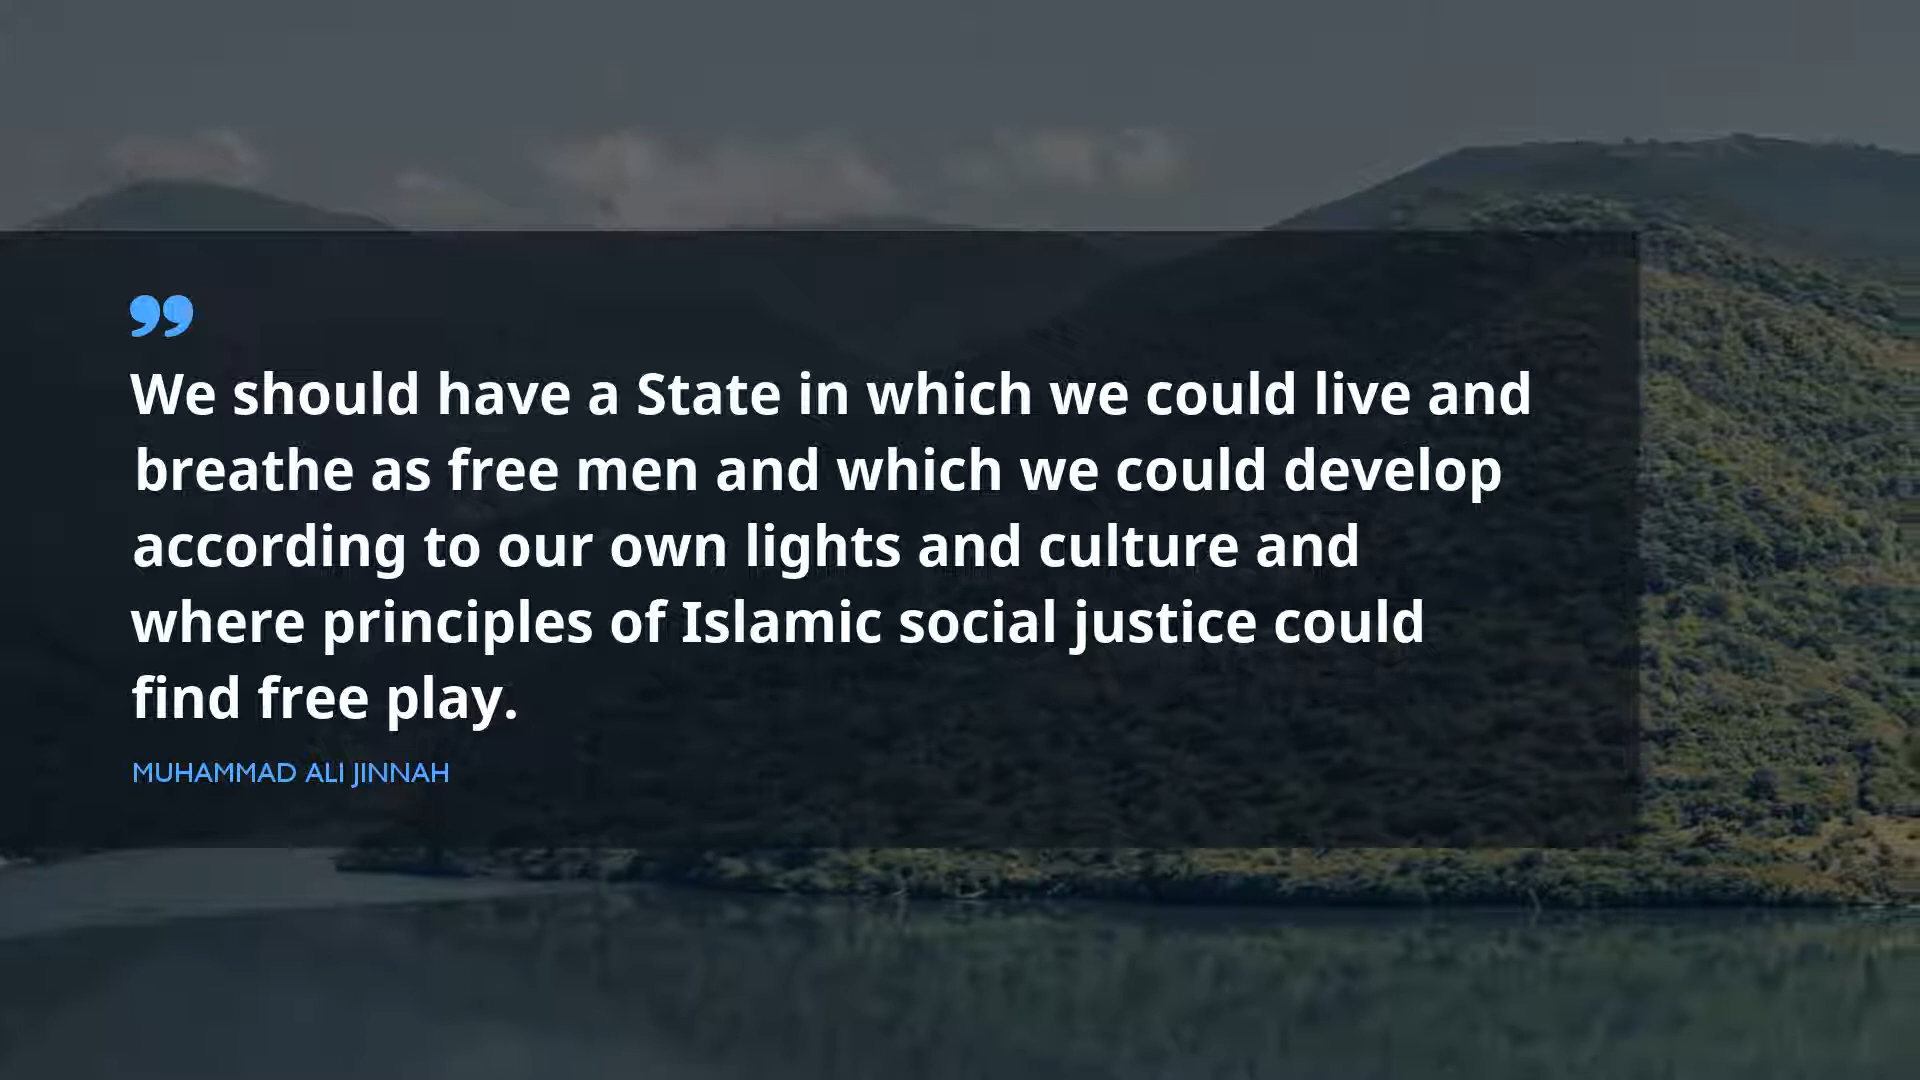 ”
We should have a State in which we could live and
breathe as free men and which we could develop
according to our own lights and culture and
where principles of Islamic social justice could
find free play.
MUHAMMAD ALI JINNAH